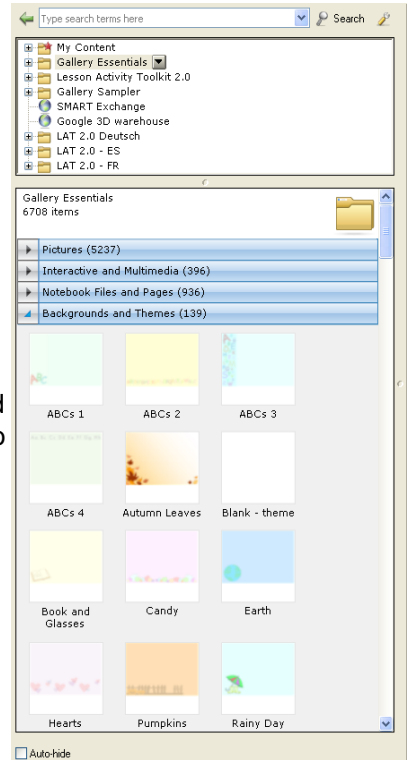 Type search terms here Search
My Content
Gallery Essentials
Lesson Activity Toolkit 2.0
Gallery Sampler
SMART Exchange
Google 3D warehouse
LAT 2.0 Deutsch
LAT 2.0 - ES
LAT 2.0 - FR
Gallery Essentials
6708 items
Pictures (5237)
Interactive and Multimedia (396)
Notebook Files and Pages (936)
Backgrounds and Themes (139)
ABCs 1 ABCs 2 ABCs 3
ABCs 4 Autumn Leaves Blank - theme
Book and
Glasses Candy Earth
Hearts Pumpkins Rainy Day
Auto-hide